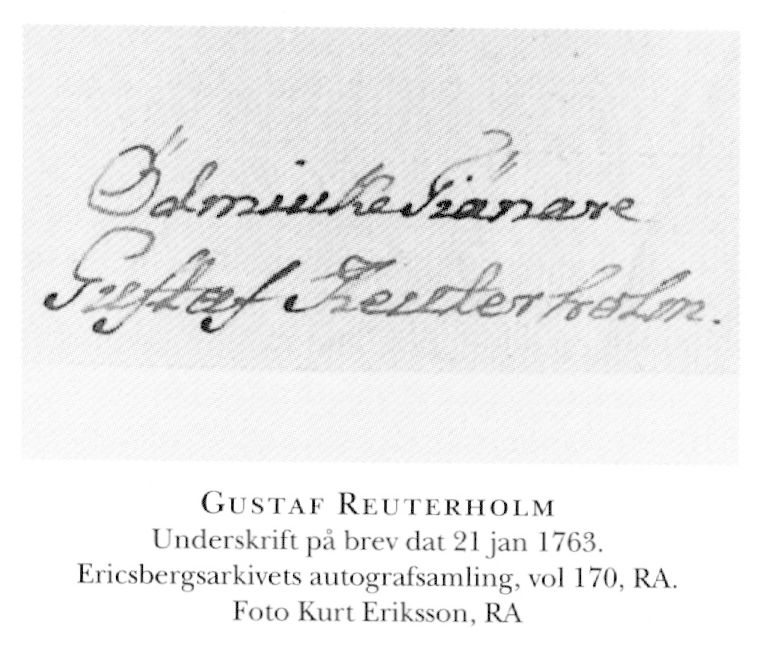 Ödmiuke Tiänare
Gustaf Reuterholm.
GUSTAF REUTERHOLM
Underskrift på brev dat 21 jan 1763.
Ericsbergsarkivets autografsamling, vol 170, RA.
Foto Kurt Eriksson, RA